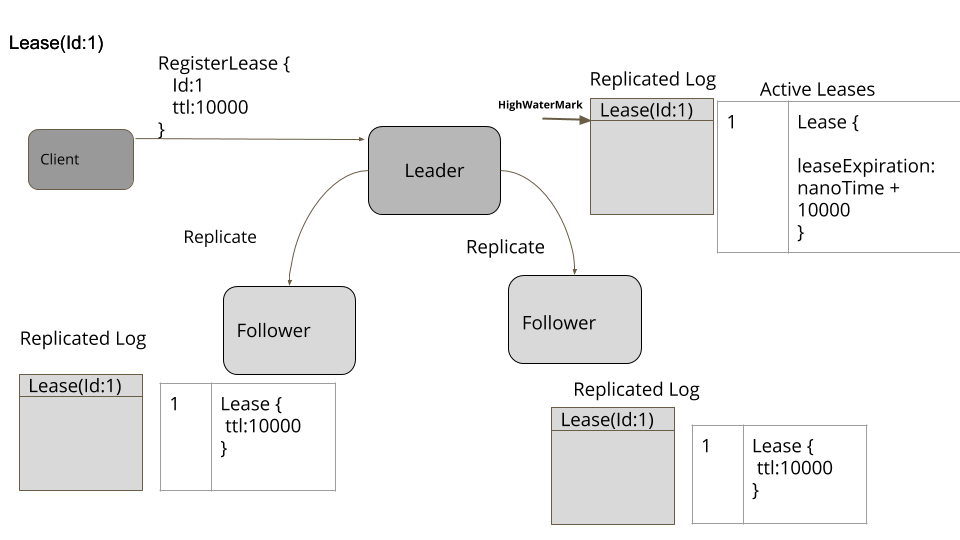 Lease(Id:1)
RegisterLease {
Id:1
ttl:10000
}
Client
Leader
Replicate
Replicate
HighWaterMark
Replicated Log
Lease(Id:1)
Active Leases
1
Lease {
leaseExpiration:
nanoTime +
10000
}
Follower
Follower
Replicated Log
Lease(Id:1)
1
Lease {
ttl:10000
}
Replicated Log
Lease(Id:1)
1
Lease {
ttl:10000
}